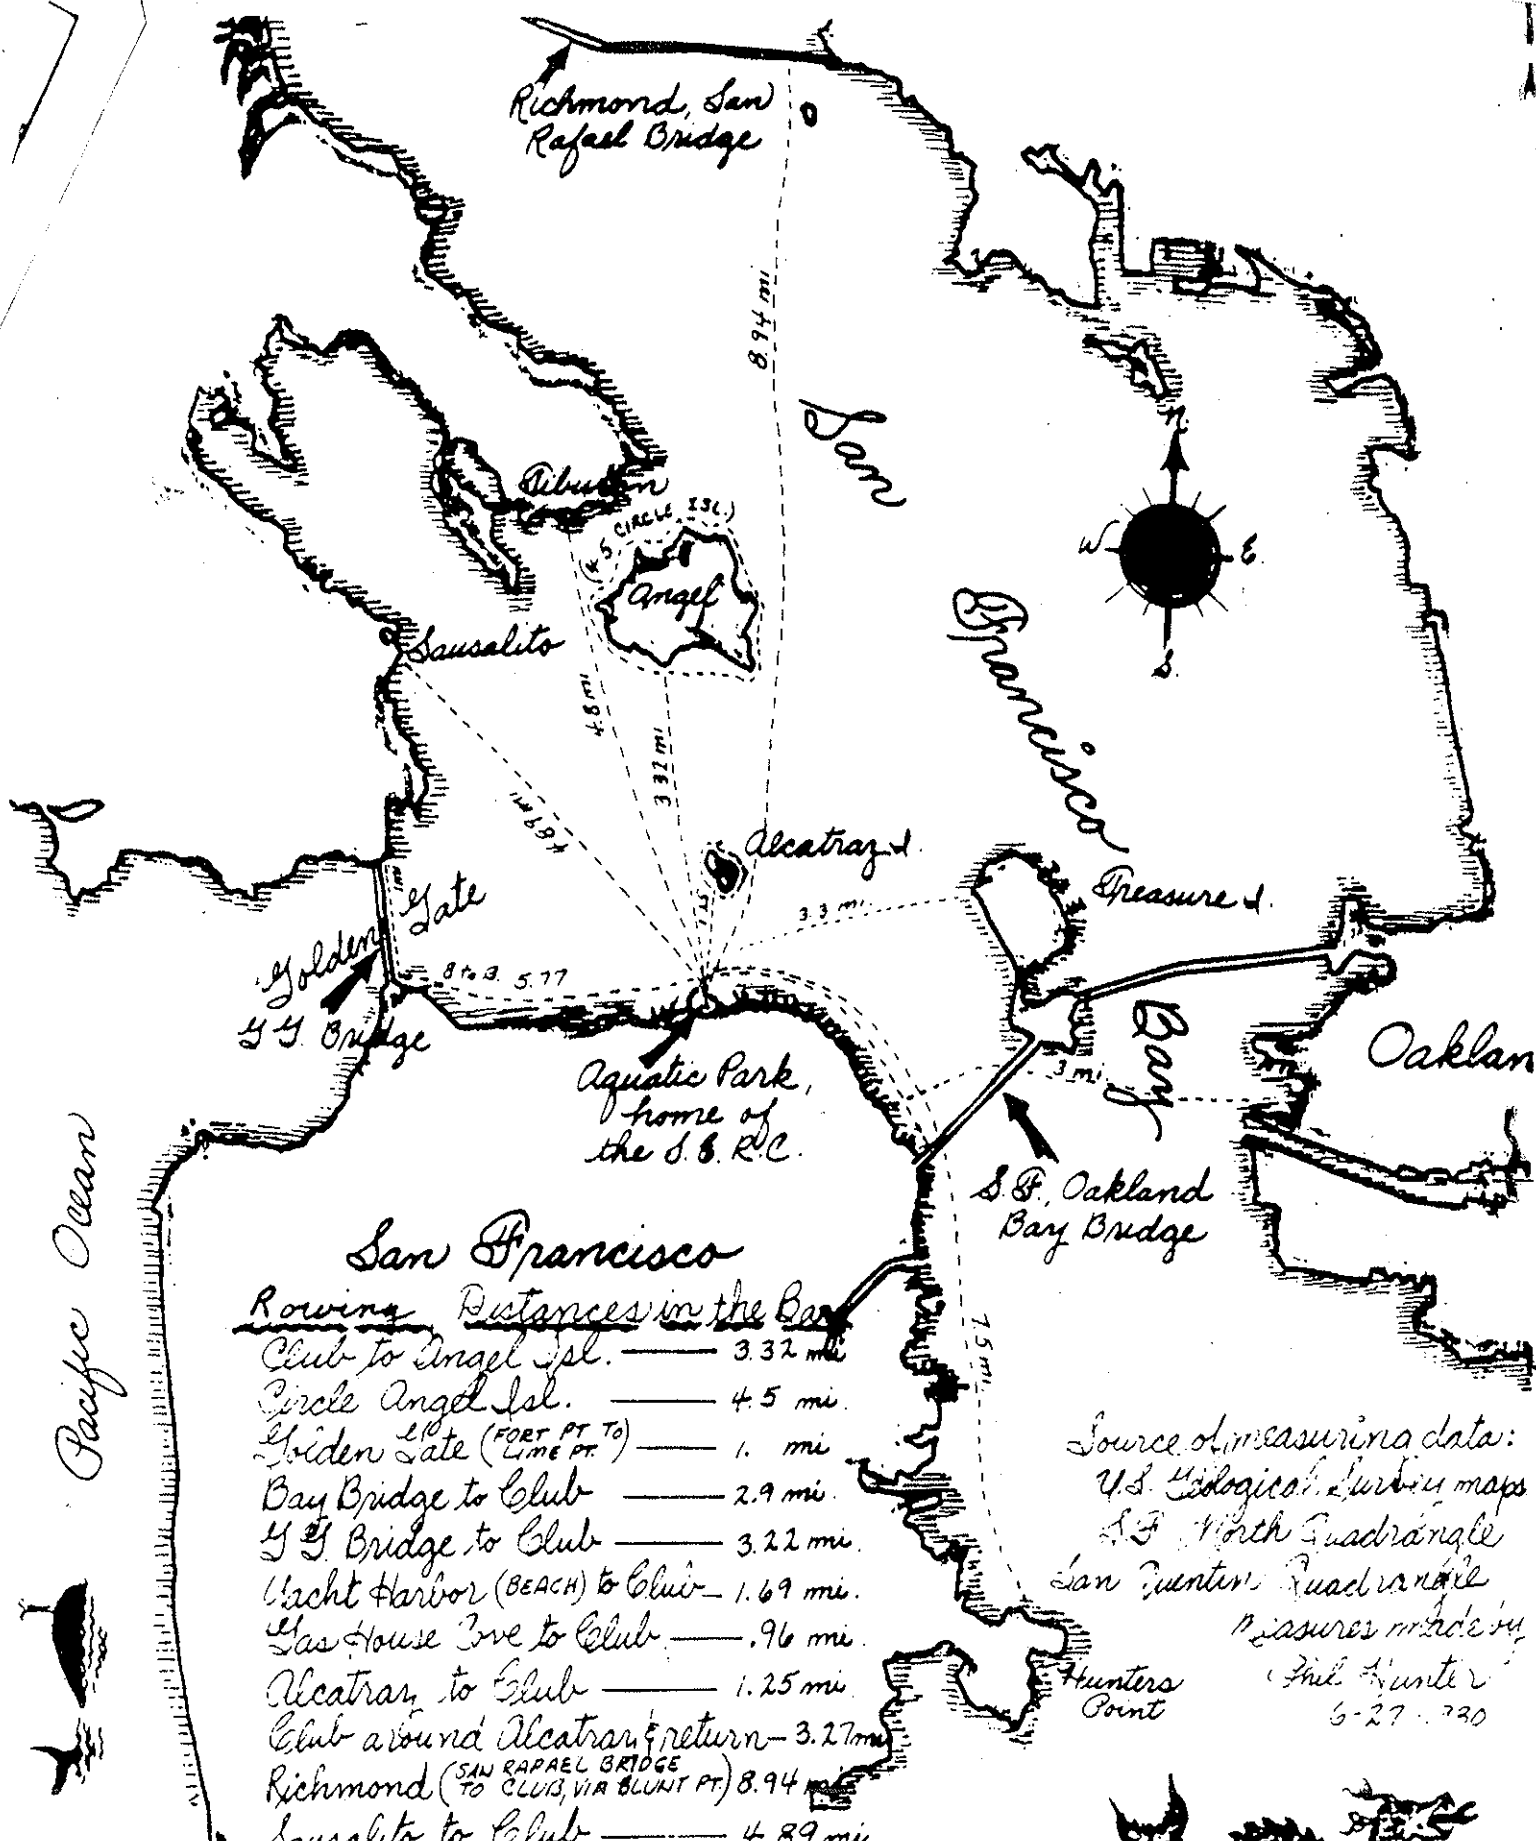 Richmond, San
Rafael Bridge
8.94 mi
San
Francisco
Bay
N.
W
E.
S.
Tiburon
CIRCLE ISL.)
Angel
Sausalito
4.8 mi
3.32 mi
4.89 mi
Alcatraz I.
Treasure I.
3.3 mi.
Golden
Gate
G.G. Bridge
5.77
Aquatic Park,
home of
the S. R.C.
3 mi
Oaklan
S.F., Oakland
Bay Bridge
7.5 mi
Pacific Ocean
San Francisco
Rowing Distances in the Bay
Club to Angel Isl. 3.32 mi
Circle Angel Isl. 4.5 mi.
Golden Gate (FORT PT TO
LIME PT.) 1. mi
Bay Bridge to Club 2.9 mi.
G.G. Bridge to Club 3.22 mi.
Yacht Harbor (BEACH) to Club 1.69 mi.
Gas House Cove to Club .96 mi.
Alcatraz to Club 1.25 mi
Club around Alcatraz & return 3.27 mi
Richmond (SAN RAPAEL BRIDGE
TO CLUB, VIA BLUNT PT.) 8.94 mi
Sausalito to Club 4.89 mi
Source of measuring data:
U.S. Geological Survey maps
S.F. North Quadrangle
San Quentin Quadrangle
Measures made by
Phil Hunter
6-27
Hunters
Point